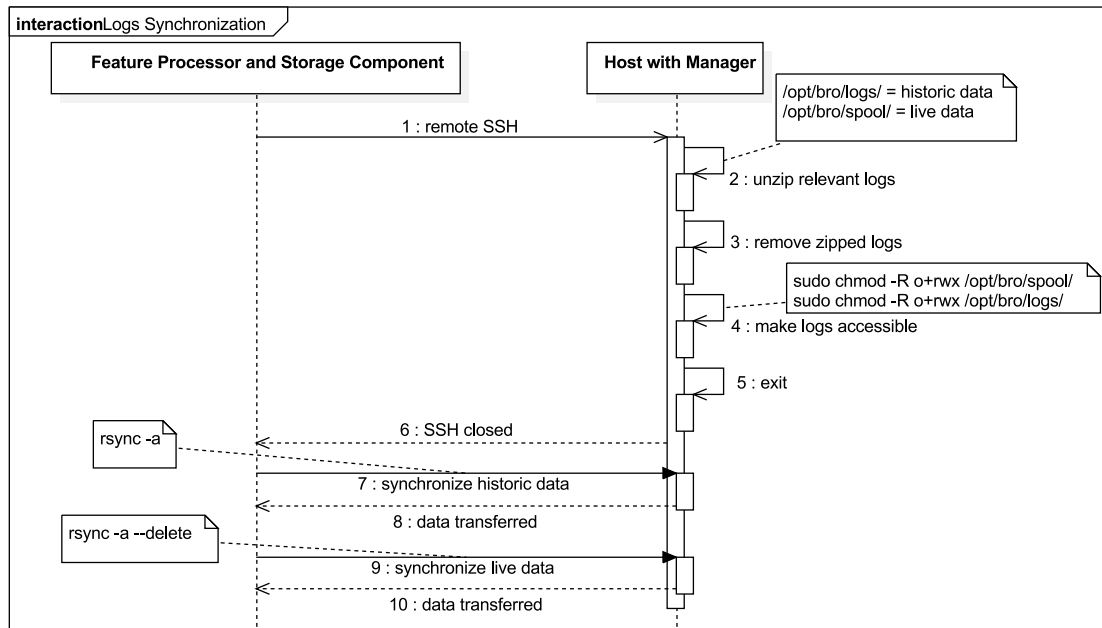 interactionLogs Synchronization
Feature Processor and Storage Component
Host with Manager
/opt/bro/logs/ = historic data
/opt/bro/spool/ = live data
1 : remote SSH
2 : unzip relevant logs
3 : remove zipped logs
sudo chmod -R o+rwx /opt/bro/spool/
sudo chmod -R o+rwx /opt/bro/logs/
4 : make logs accessible
5 : exit
6 : SSH closed
rsync -a
7 : synchronize historic data
8 : data transferred
rsync -a --delete
9 : synchronize live data
10 : data transferred